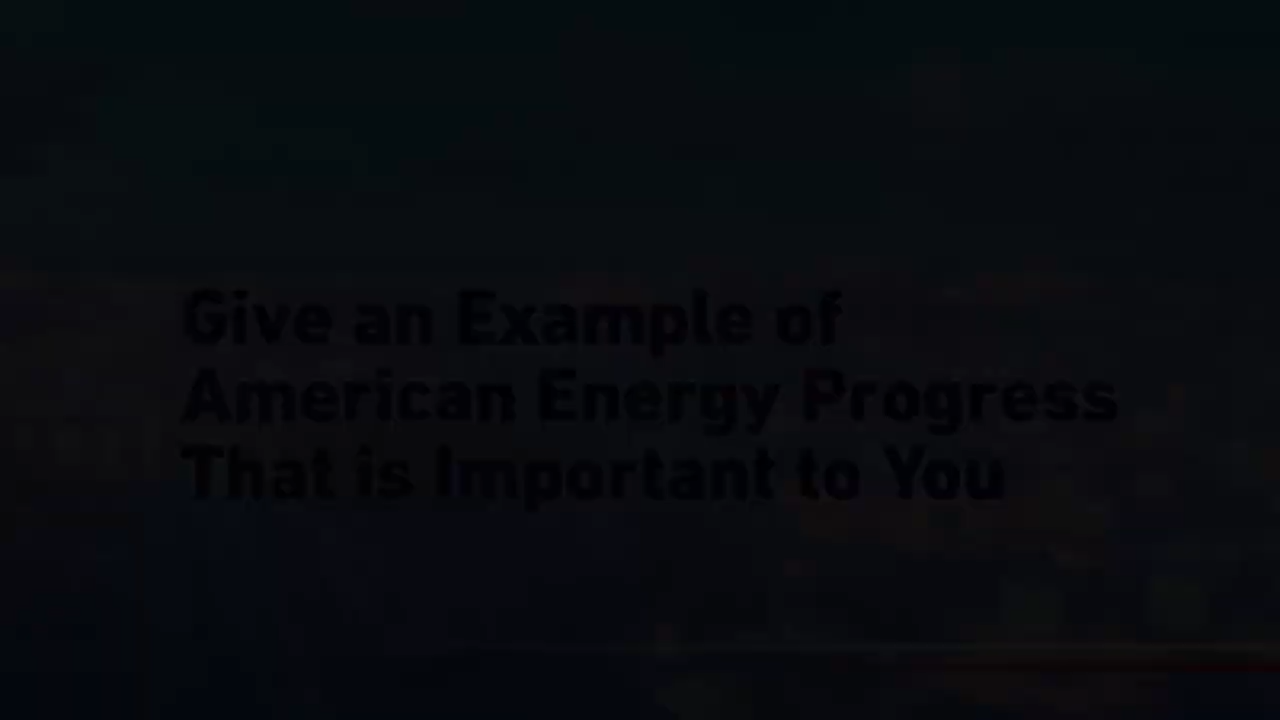 Give an Example of
American Energy Progress
That is Important to You